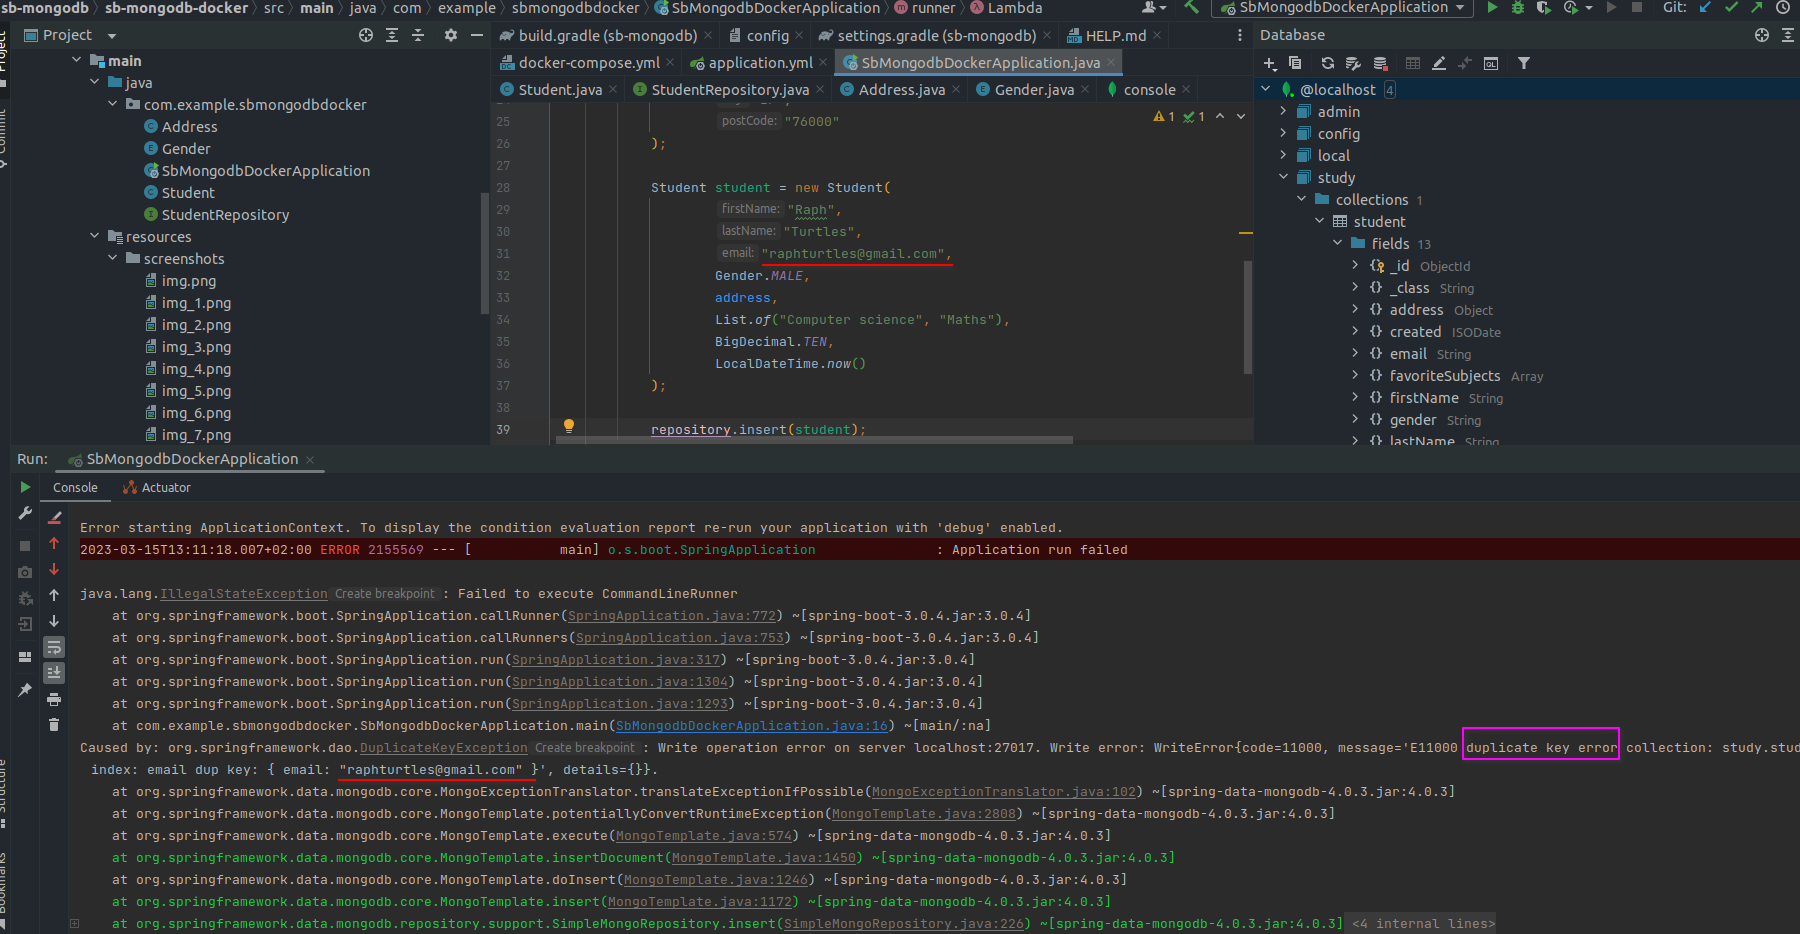 sb-mongodb › sb-mongodb-docker › src › main › java › com › example › sbmongodbdocker › SbMongodbDockerApplication › runner › Lambda
SbMongodbDockerApplication
Git:
Project
build.gradle (sb-mongodb)
config
settings.gradle (sb-mongodb)
HELP.md
docker-compose.yml
application.yml
SbMongodbDockerApplication.java
Student.java
StudentRepository.java
Address.java
Gender.java
console
Project
Commit
main
java
com.example.sbmongodbdocker
Address
Gender
SbMongodbDockerApplication
Student
StudentRepository
resources
screenshots
img.png
img_1.png
img_2.png
img_3.png
img_4.png
img_5.png
img_6.png
img_7.png
1 1
25 postCode: "76000"
26 );
27
28 Student student = new Student(
29 firstName: "Raph",
30 lastName: "Turtles",
31 email: "raphturtles@gmail.com",
32 Gender.MALE,
33 address,
34 List.of("Computer science", "Maths"),
35 BigDecimal.TEN,
36 LocalDateTime.now()
37 );
38
39 repository.insert(student);
Database
@localhost 4
admin
config
local
study
collections 1
student
fields 13
_id ObjectId
_class String
address Object
created ISODate
email String
favoriteSubjects Array
firstName String
gender String
lastName String
Run: SbMongodbDockerApplication
Console Actuator
Error starting ApplicationContext. To display the condition evaluation report re-run your application with 'debug' enabled.
2023-03-15T13:11:18.007+02:00 ERROR 2155569 --- [ main] o.s.boot.SpringApplication : Application run failed
java.lang.IllegalStateException Create breakpoint : Failed to execute CommandLineRunner
at org.springframework.boot.SpringApplication.callRunner(SpringApplication.java:772) ~[spring-boot-3.0.4.jar:3.0.4]
at org.springframework.boot.SpringApplication.callRunners(SpringApplication.java:753) ~[spring-boot-3.0.4.jar:3.0.4]
at org.springframework.boot.SpringApplication.run(SpringApplication.java:317) ~[spring-boot-3.0.4.jar:3.0.4]
at org.springframework.boot.SpringApplication.run(SpringApplication.java:1304) ~[spring-boot-3.0.4.jar:3.0.4]
at org.springframework.boot.SpringApplication.run(SpringApplication.java:1293) ~[spring-boot-3.0.4.jar:3.0.4]
at com.example.sbmongodbdocker.SbMongodbDockerApplication.main(SbMongodbDockerApplication.java:16) ~[main/:na]
Caused by: org.springframework.dao.DuplicateKeyException Create breakpoint : Write operation error on server localhost:27017. Write error: WriteError{code=11000, message='E11000 duplicate key error collection: study.stud
index: email dup key: { email: "raphturtles@gmail.com" }', details={}}.
at org.springframework.data.mongodb.core.MongoExceptionTranslator.translateExceptionIfPossible(MongoExceptionTranslator.java:102) ~[spring-data-mongodb-4.0.3.jar:4.0.3]
at org.springframework.data.mongodb.core.MongoTemplate.potentiallyConvertRuntimeException(MongoTemplate.java:2808) ~[spring-data-mongodb-4.0.3.jar:4.0.3]
at org.springframework.data.mongodb.core.MongoTemplate.execute(MongoTemplate.java:574) ~[spring-data-mongodb-4.0.3.jar:4.0.3]
at org.springframework.data.mongodb.core.MongoTemplate.insertDocument(MongoTemplate.java:1450) ~[spring-data-mongodb-4.0.3.jar:4.0.3]
at org.springframework.data.mongodb.core.MongoTemplate.doInsert(MongoTemplate.java:1246) ~[spring-data-mongodb-4.0.3.jar:4.0.3]
at org.springframework.data.mongodb.core.MongoTemplate.insert(MongoTemplate.java:1172) ~[spring-data-mongodb-4.0.3.jar:4.0.3]
at org.springframework.data.mongodb.repository.support.SimpleMongoRepository.insert(SimpleMongoRepository.java:226) ~[spring-data-mongodb-4.0.3.jar:4.0.3] <4 internal lines>
Structure
Bookmarks